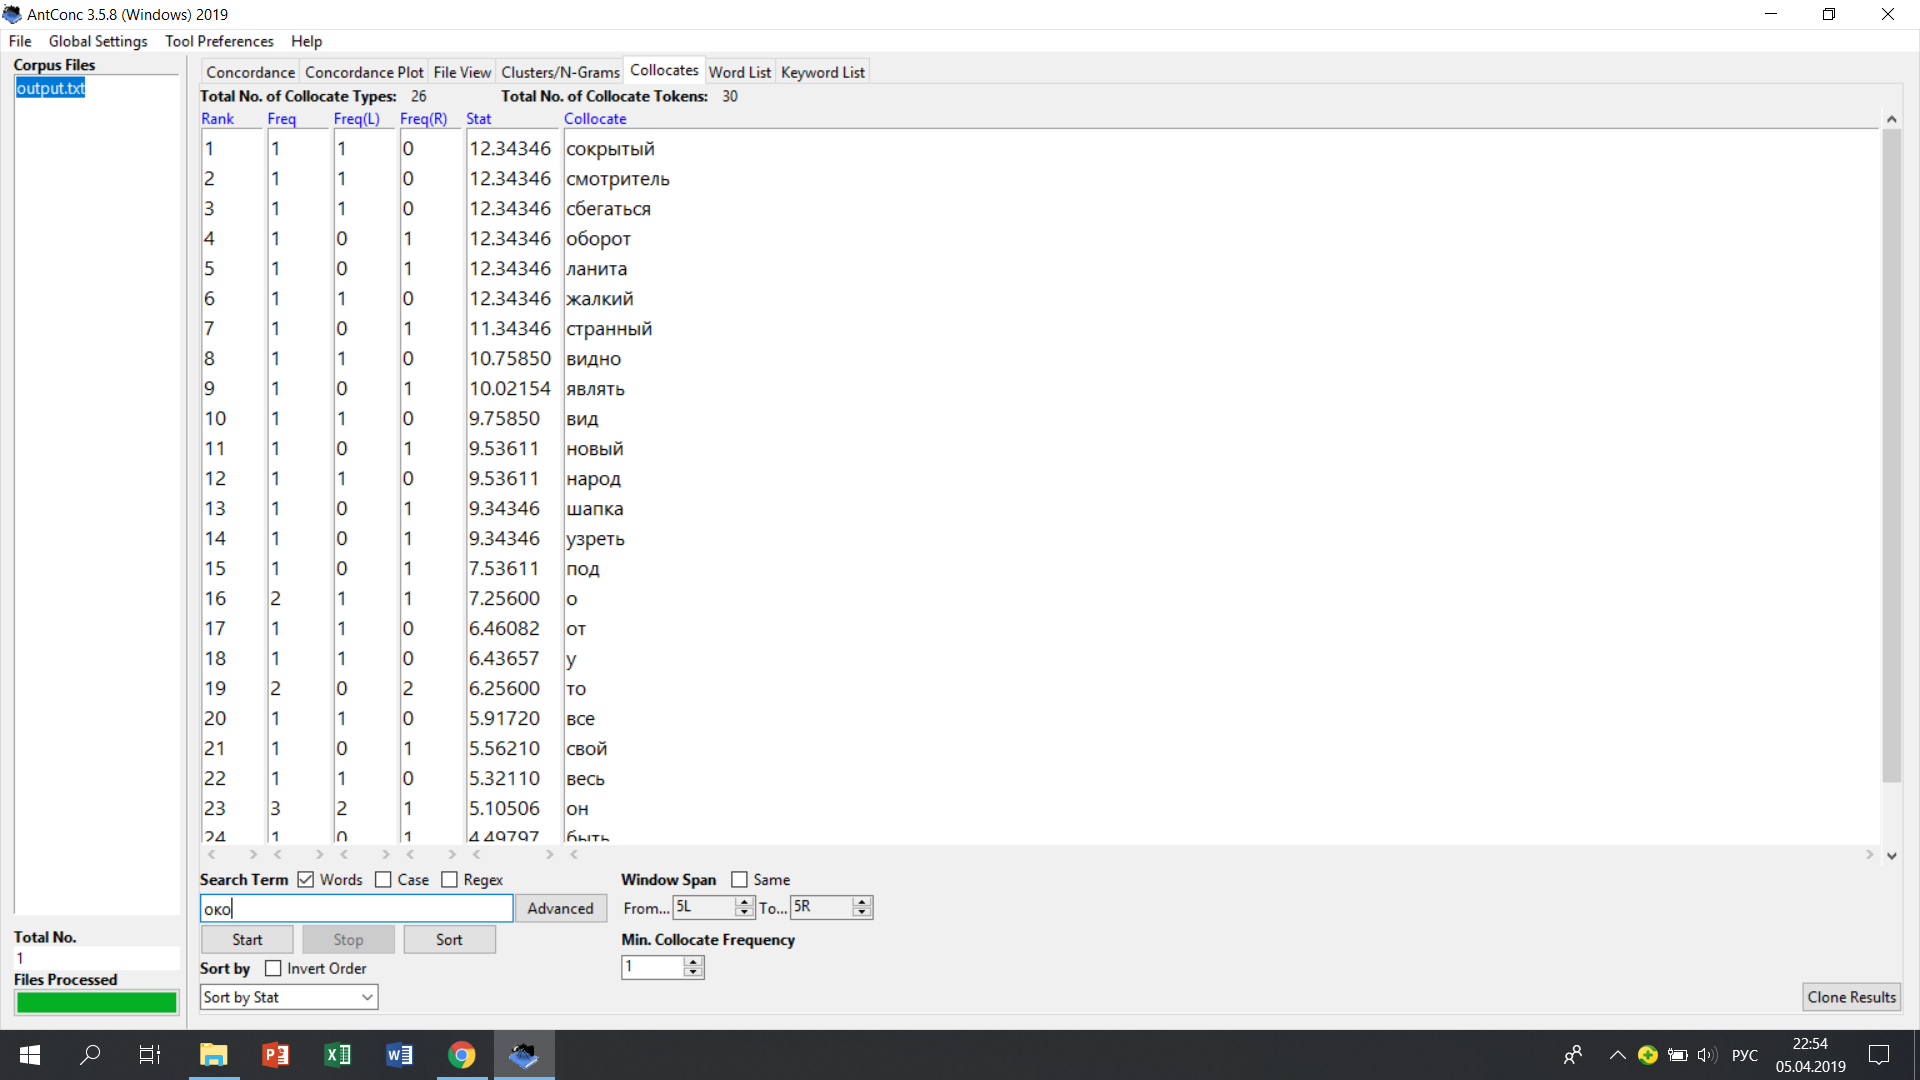 AntConc 3.5.8 (Windows) 2019
File Global Settings Tool Preferences Help
Corpus Files
output.txt
Concordance Concordance Plot File View Clusters/N-Grams Collocates Word List Keyword List
Total No. of Collocate Types: 26 Total No. of Collocate Tokens: 30
Rank Freq Freq(L) Freq(R) Stat Collocate
1 1 1 0 12.34346 сокрытый
2 1 1 0 12.34346 смотритель
3 1 1 0 12.34346 сбегаться
4 1 0 1 12.34346 оборот
5 1 0 1 12.34346 ланита
6 1 1 0 12.34346 жалкий
7 1 0 1 11.34346 странный
8 1 1 0 10.75850 видно
9 1 0 1 10.02154 являть
10 1 1 0 9.75850 вид
11 1 0 1 9.53611 новый
12 1 1 0 9.53611 народ
13 1 0 1 9.34346 шапка
14 1 0 1 9.34346 узреть
15 1 0 1 7.53611 под
16 2 1 1 7.25600 о
17 1 1 0 6.46082 от
18 1 1 0 6.43657 у
19 2 0 2 6.25600 то
20 1 1 0 5.91720 все
21 1 0 1 5.56210 свой
22 1 1 0 5.32110 весь
23 3 2 1 5.10506 он
24 1 0 1 4.49797 быть
Search Term Words Case Regex
око
Advanced
Start Stop Sort
Sort by Invert Order
Sort by Stat
Window Span Same
From... 5L To... 5R
Min. Collocate Frequency
1
Total No.
1
Files Processed
Clone Results
РУС
22:54
05.04.2019